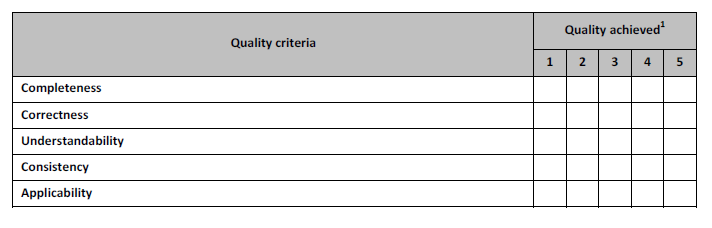 Quality criteria
Quality achieved1
1 2 3 4 5
Completeness
Correctness
Understandability
Consistency
Applicability